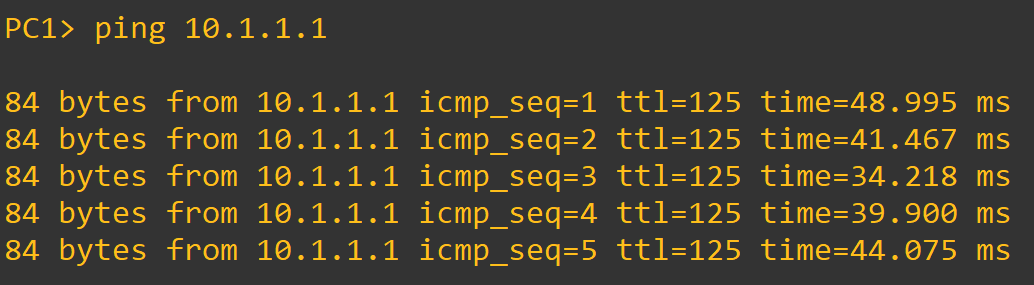 PC1> ping 10.1.1.1
84 bytes from 10.1.1.1 icmp_seq=1 ttl=125 time=48.995 ms
84 bytes from 10.1.1.1 icmp_seq=2 ttl=125 time=41.467 ms
84 bytes from 10.1.1.1 icmp_seq=3 ttl=125 time=34.218 ms
84 bytes from 10.1.1.1 icmp_seq=4 ttl=125 time=39.900 ms
84 bytes from 10.1.1.1 icmp_seq=5 ttl=125 time=44.075 ms